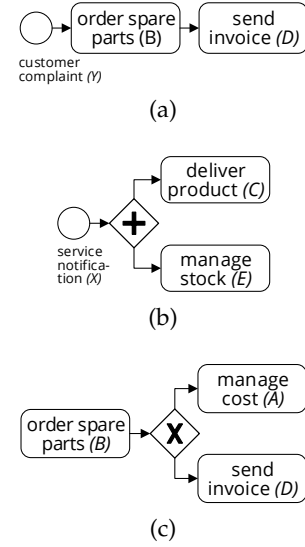 order spare
parts (B)
send
invoice (D)
customer
complaint (Y)
(a)
deliver
product (C)
service
notifica-
tion (X)
manage
stock (E)
(b)
manage
cost (A)
order spare
parts (B)
X
send
invoice (D)
(c)